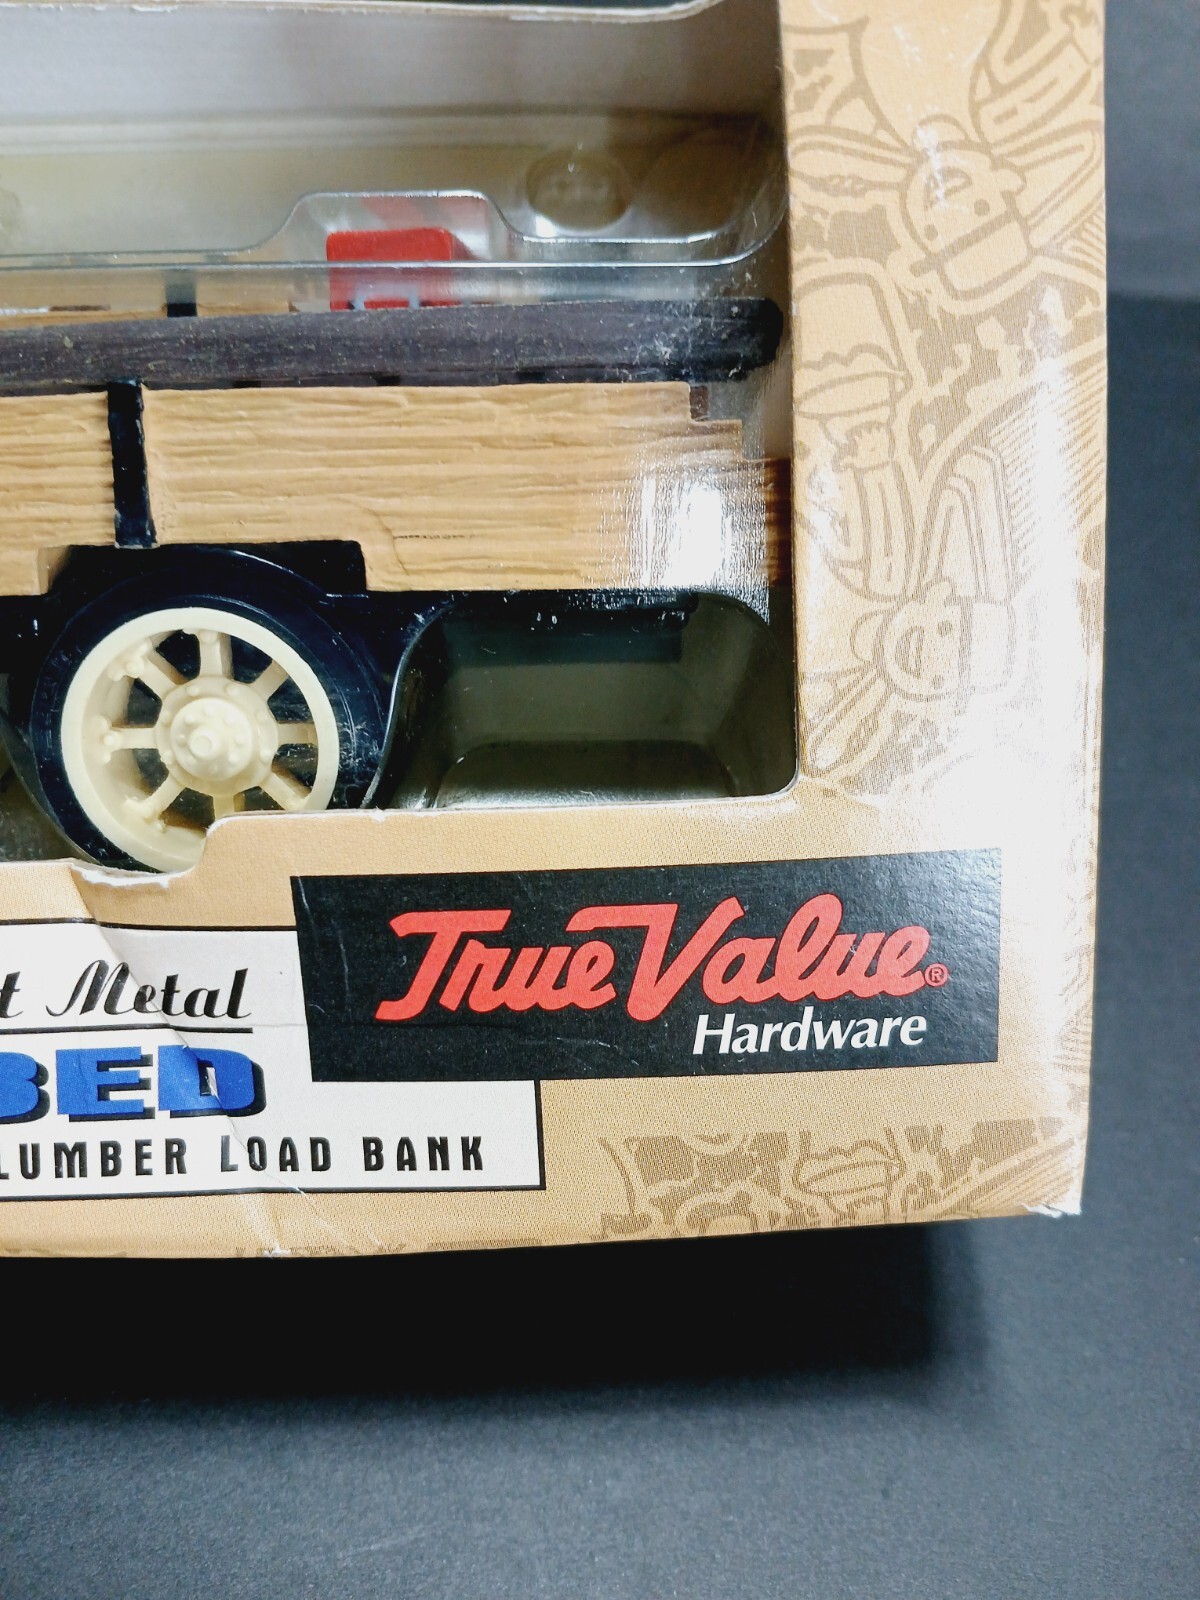 True Value®
Hardware
t Metal
BED
LUMBER LOAD BANK